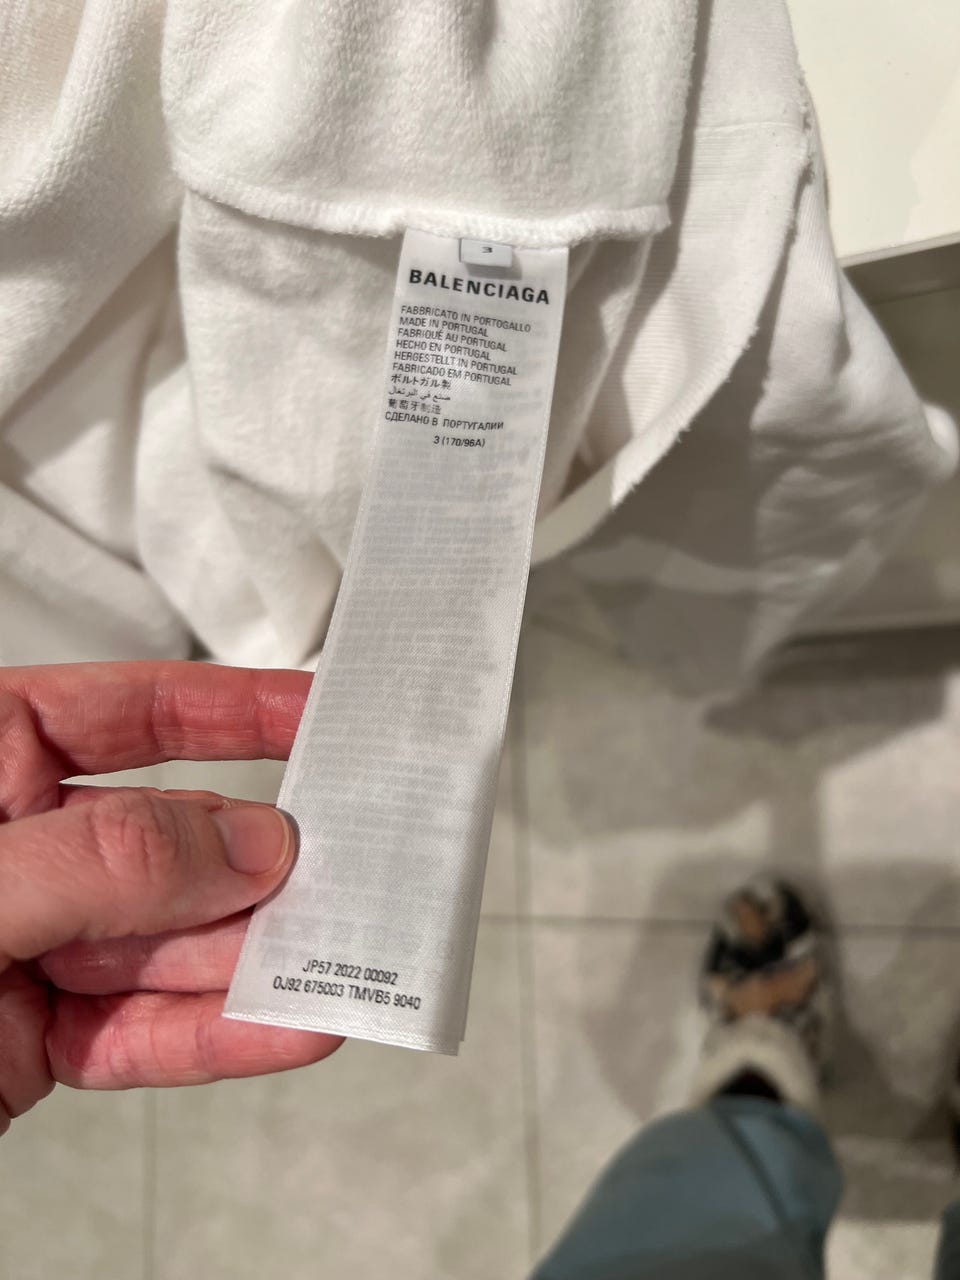 3
BALENCIAGA
FABBRICATO IN PORTOGALLO
MADE IN PORTUGAL
FABRIQUÉ AU PORTUGAL
HECHO EN PORTUGAL
HERGESTELLT IN PORTUGAL
FABRICADO EM PORTUGAL
ポルトガル製
صنع في البرتغال
葡萄牙制造
СДЕЛАНО В ПОРТУГАЛИИ
3 (170/96A)
JP57 2022 00092
0J92 675003 TMVB5 9040